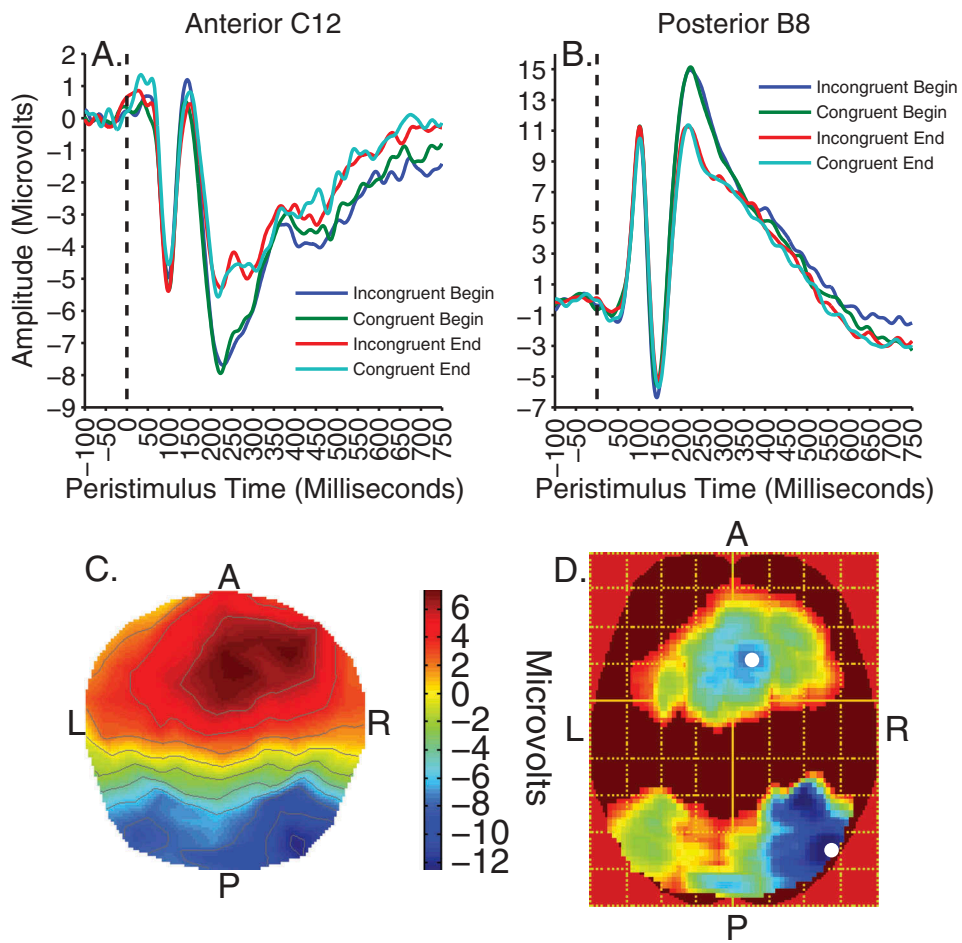 Anterior C12
Posterior B8
A.
2
1
0
−1
−2
−3
−4
−5
−6
−7
−8
−9
Amplitude (Microvolts)
Incongruent Begin
Congruent Begin
Incongruent End
Congruent End
−100 −50 0 50 100 150 200 250 300 350 400 450 500 550 600 650 700 750
Peristimulus Time (Milliseconds)
B.
15
13
11
9
7
5
3
1
−1
−3
−5
−7
Incongruent Begin
Congruent Begin
Incongruent End
Congruent End
−100 −50 0 50 100 150 200 250 300 350 400 450 500 550 600 650 700 750
Peristimulus Time (Milliseconds)
C.
A
L
R
P
6
4
2
0
−2
−4
−6
−8
−10
−12
Microvolts
D.
A
L
R
P